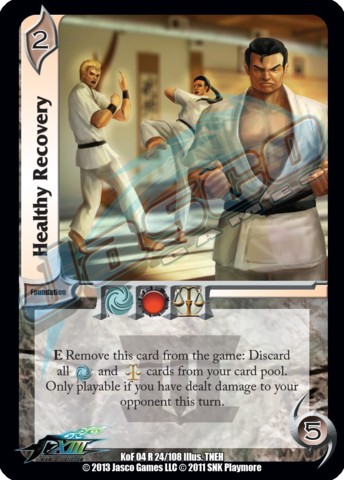 2
Healthy Recovery
Foundation
E Remove this card from the game: Discard
all and cards from your card pool.
Only playable if you have dealt damage to your
opponent this turn.
XIII
5
KoF 04 R 24/108 Illus. TNEH
© 2013 Jasco Games LLC © 2011 SNK Playmore